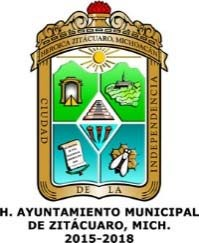 HEROICA ZITÁCUARO, MICHOACÁN
CIUDAD
DE LA
INDEPENDENCIA
H. AYUNTAMIENTO MUNICIPAL
DE ZITÁCUARO, MICH.
2015-2018